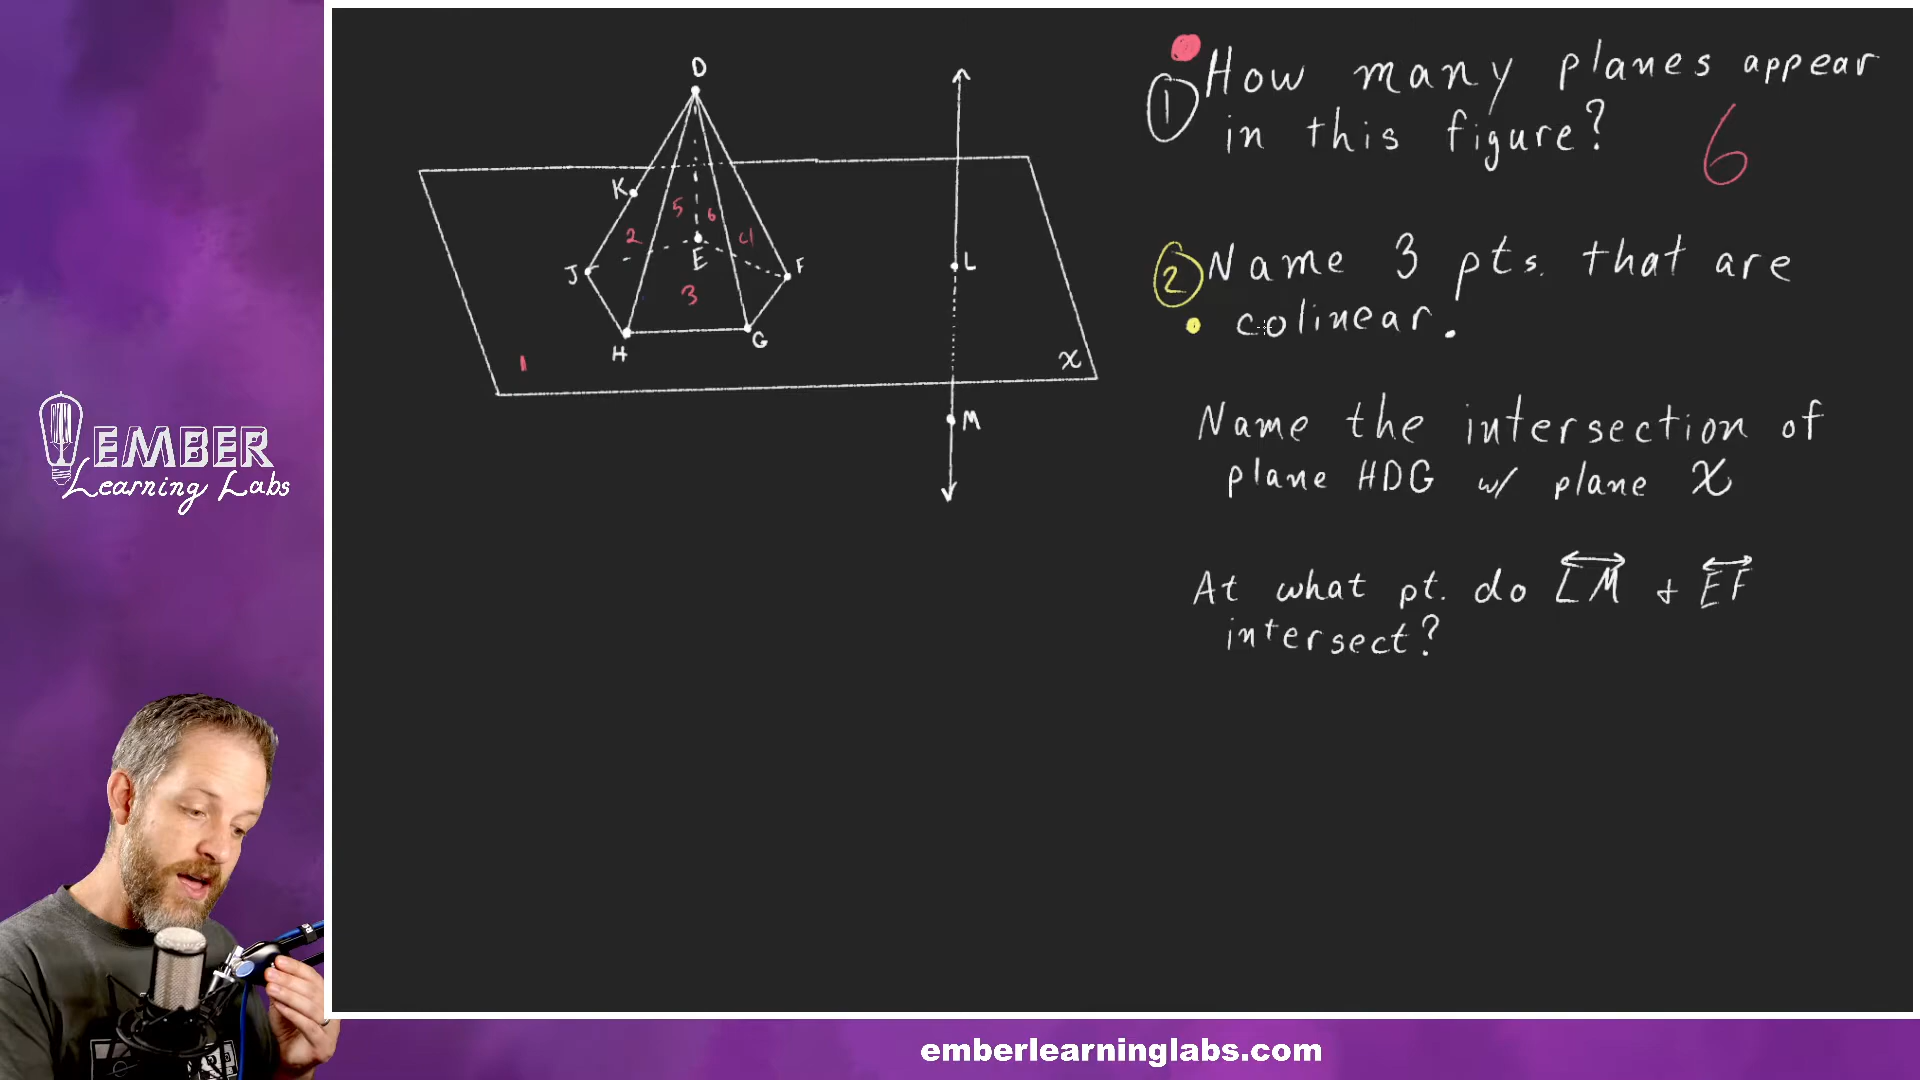 D
K
5
6
2
4
E
J
F
3
H
G
1
L
x
M
1 How many planes appear
in this figure? 6
2 Name 3 pts. that are
colinear.
Name the intersection of
plane HDG w/ plane X
At what pt. do LM + EF
intersect?
EMBER
Learning Labs
emberlearninglabs.com